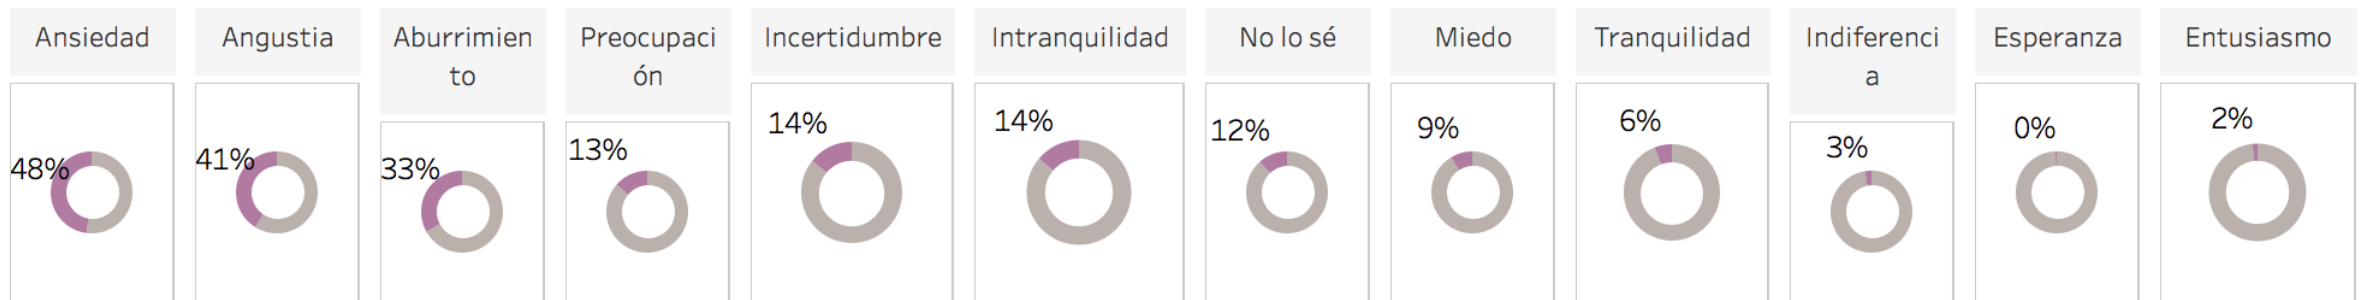 Ansiedad
Angustia
Aburrimien
to
Preocupaci
ón
Incertidumbre
Intranquilidad
No lo sé
Miedo
Tranquilidad
Indiferenci
a
Esperanza
Entusiasmo
48%
41%
33%
13%
14%
14%
12%
9%
6%
3%
0%
2%